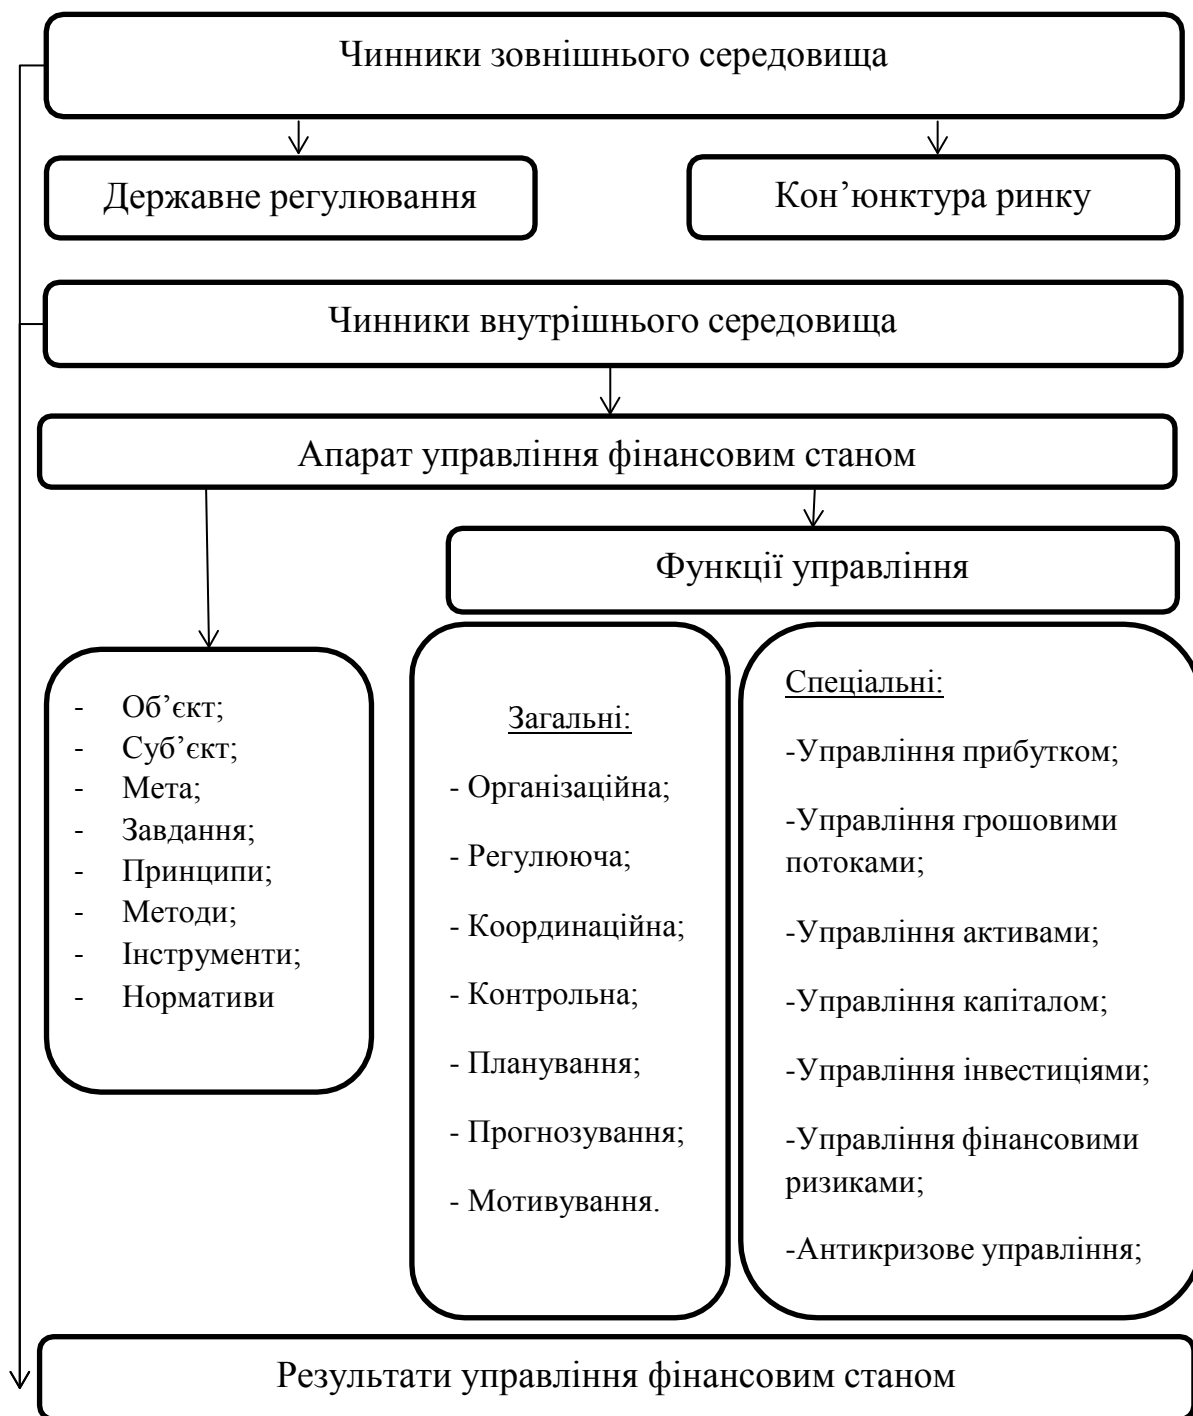 Чинники зовнішнього середовища
Державне регулювання
Кон’юнктура ринку
Чинники внутрішнього середовища
Апарат управління фінансовим станом
Функції управління
- Об’єкт;
- Суб’єкт;
- Мета;
- Завдання;
- Принципи;
- Методи;
- Інструменти;
- Нормативи
Загальні:
- Організаційна;
- Регулююча;
- Координаційна;
- Контрольна;
- Планування;
- Прогнозування;
- Мотивування.
Спеціальні:
-Управління прибутком;
-Управління грошовими
потоками;
-Управління активами;
-Управління капіталом;
-Управління інвестиціями;
-Управління фінансовими
ризиками;
-Антикризове управління;
Результати управління фінансовим станом